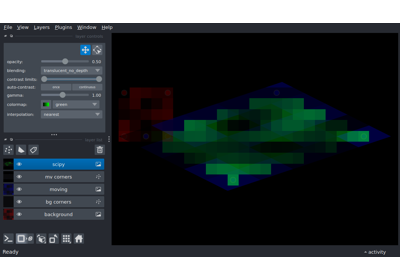 File View Layers Plugins Window Help
opacity: 0.50
blending: translucent_no_depth
contrast limits:
auto-contrast: once continuous
gamma: 1.00
colormap: green
interpolation: nearest
scipy
mv corners
moving
bg corners
background
Ready
activity